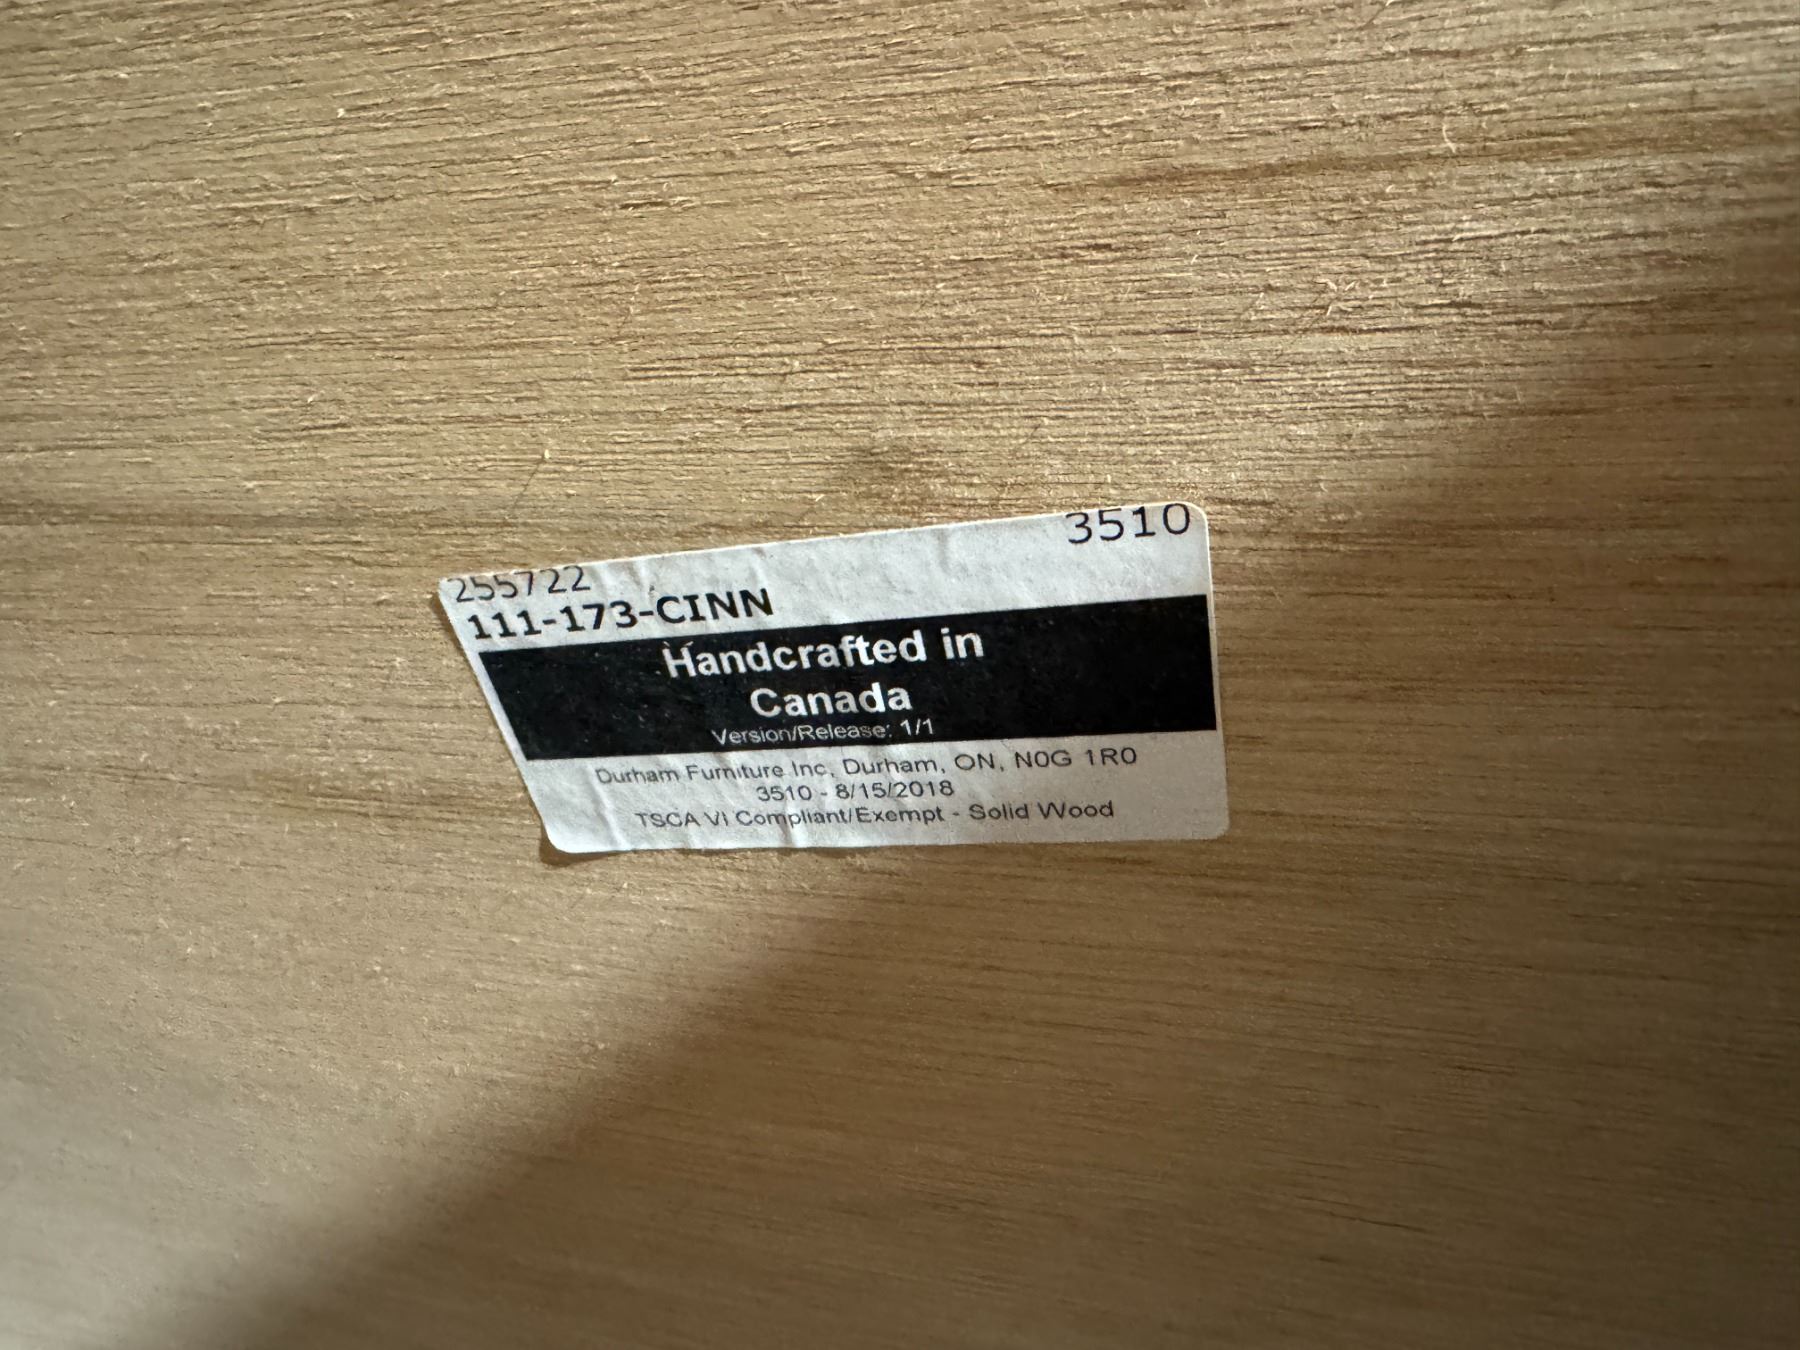 3510
255722
111-173-CINN
Handcrafted in
Canada
Version/Release: 1/1
Durham Furniture Inc, Durham, ON, N0G 1R0
3510 - 8/15/2018
TSCA VI Compliant/Exempt - Solid Wood